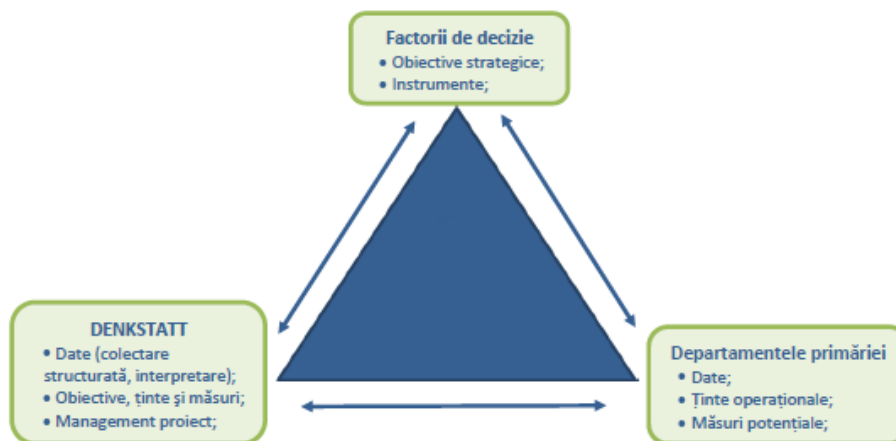 Factorii de decizie
• Obiective strategice;
• Instrumente;
DENKSTATT
• Date (colectare
structurată, interpretare);
• Obiective, ținte şi măsuri;
• Management proiect;
Departamentele primăriei
• Date;
• Ținte operaționale;
• Măsuri potențiale;